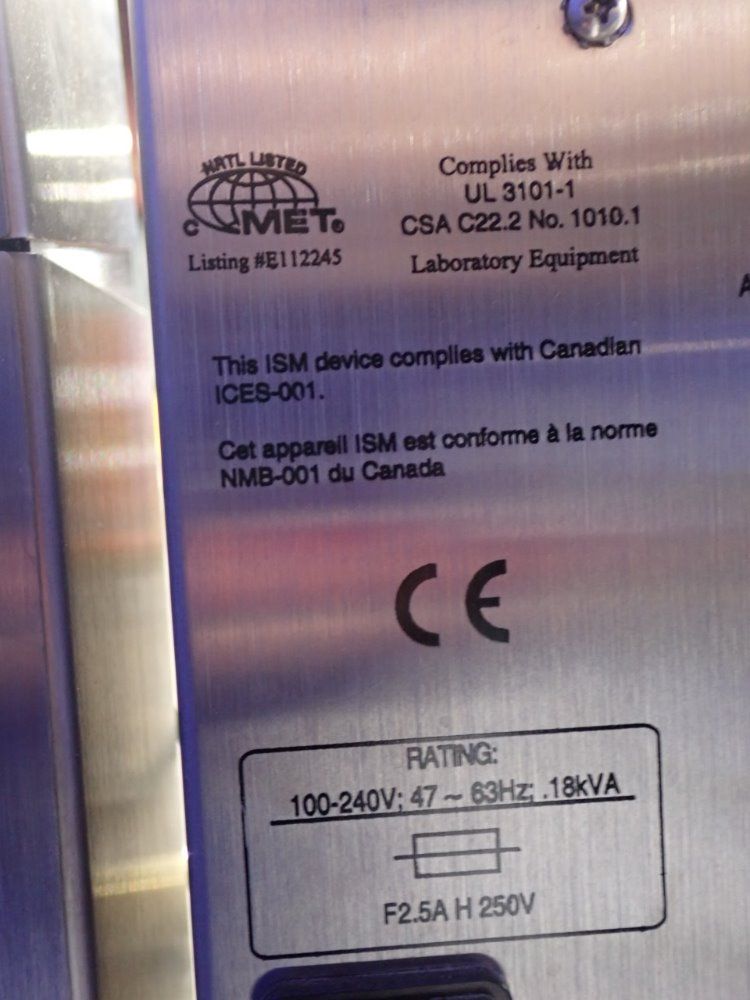 NRTL LISTED
C MET®
Listing #E112245
Complies With
UL 3101-1
CSA C22.2 No. 1010.1
Laboratory Equipment
This ISM device complies with Canadian
ICES-001.
Cet appareil ISM est conforme à la norme
NMB-001 du Canada
CE
RATING:
100-240V; 47 ~ 63Hz; .18kVA
F2.5A H 250V